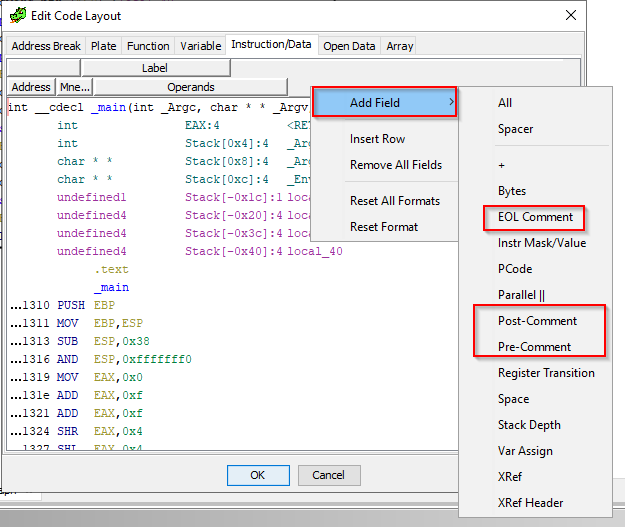 Edit Code Layout
Address Break Plate Function Variable Instruction/Data Open Data Array
Label
Address Mne... Operands
int __cdecl _main(int _Argc, char * * _Argv
int EAX:4 <RE
int Stack[0x4]:4 _Arc
char * * Stack[0x8]:4 _Arc
char * * Stack[0xc]:4 _Env
undefined1 Stack[-0x1c]:1 loca
undefined4 Stack[-0x20]:4 loca
undefined4 Stack[-0x3c]:4 loca
undefined4 Stack[-0x40]:4 local_40
.text
_main
...1310 PUSH EBP
...1311 MOV EBP,ESP
...1313 SUB ESP,0x38
...1316 AND ESP,0xfffffff0
...1319 MOV EAX,0x0
...131e ADD EAX,0xf
...1321 ADD EAX,0xf
...1324 SHR EAX,0x4
...1327 SHL EAX,0x4
OK Cancel
Add Field >
Insert Row
Remove All Fields
Reset All Formats
Reset Format
All
Spacer
+
Bytes
EOL Comment
Instr Mask/Value
PCode
Parallel ||
Post-Comment
Pre-Comment
Register Transition
Space
Stack Depth
Var Assign
XRef
XRef Header